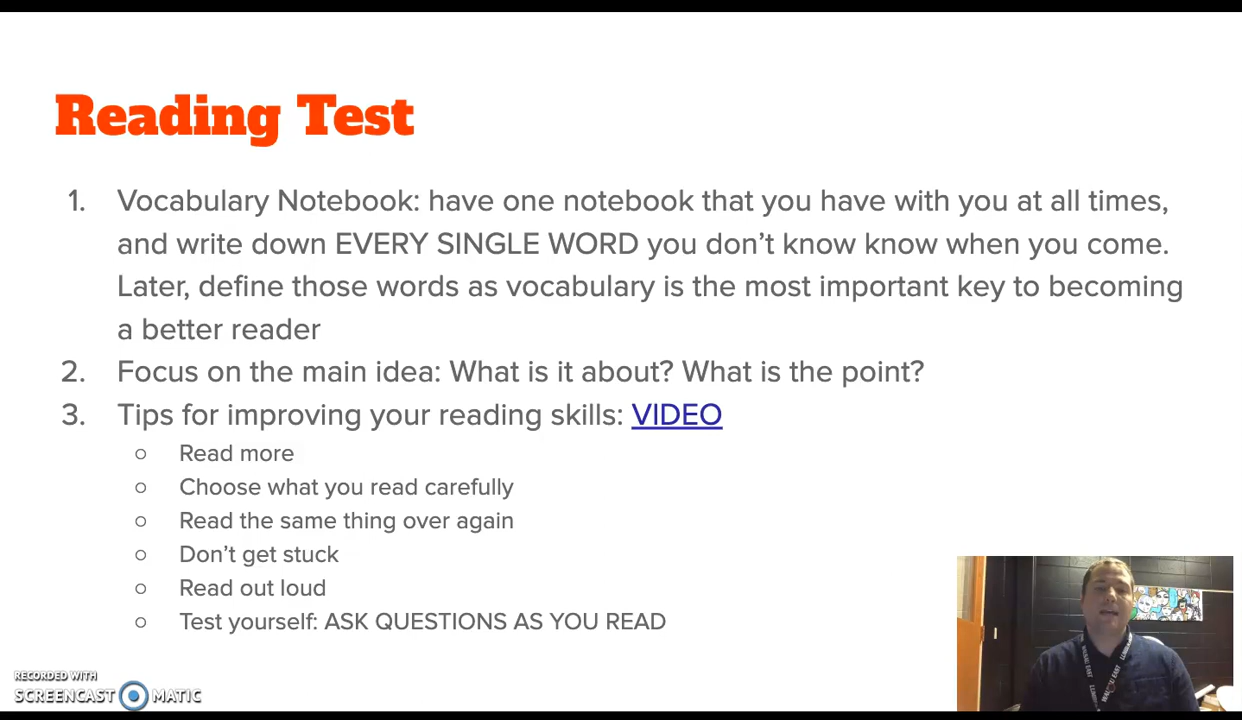 Reading Test
1. Vocabulary Notebook: have one notebook that you have with you at all times,
and write down EVERY SINGLE WORD you don't know know when you come.
Later, define those words as vocabulary is the most important key to becoming
a better reader
2. Focus on the main idea: What is it about? What is the point?
3. Tips for improving your reading skills: VIDEO
○ Read more
○ Choose what you read carefully
○ Read the same thing over again
○ Don't get stuck
○ Read out loud
○ Test yourself: ASK QUESTIONS AS YOU READ
RECORDED WITH
SCREENCAST MATIC